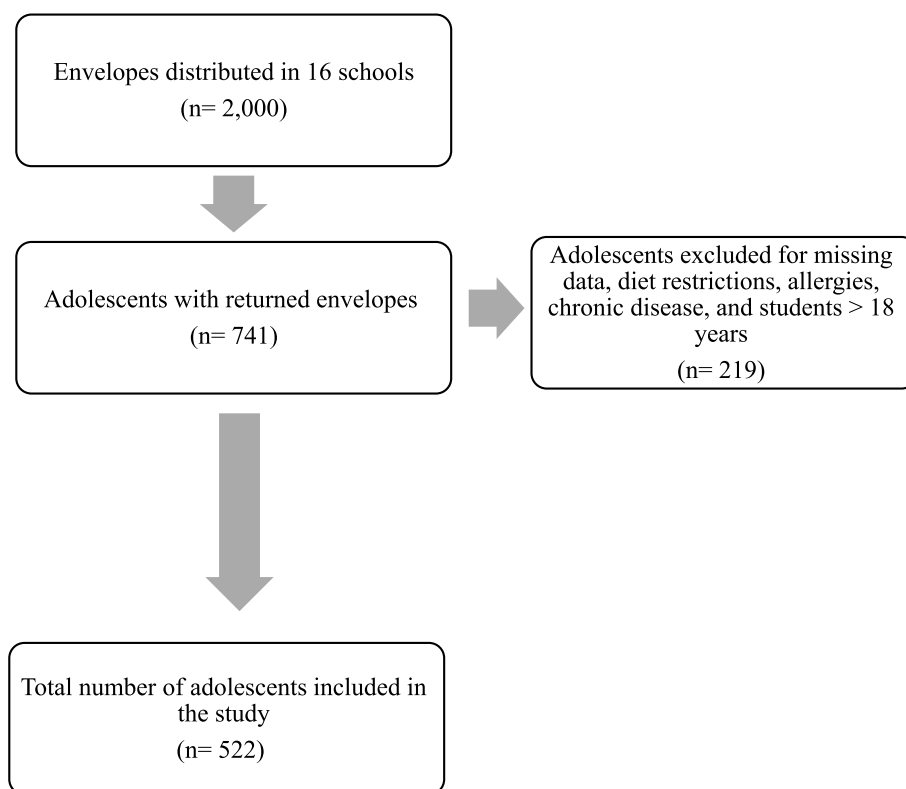 Envelopes distributed in 16 schools
(n= 2,000)
Adolescents with returned envelopes
(n= 741)
Adolescents excluded for missing
data, diet restrictions, allergies,
chronic disease, and students > 18
years
(n= 219)
Total number of adolescents included in
the study
(n= 522)